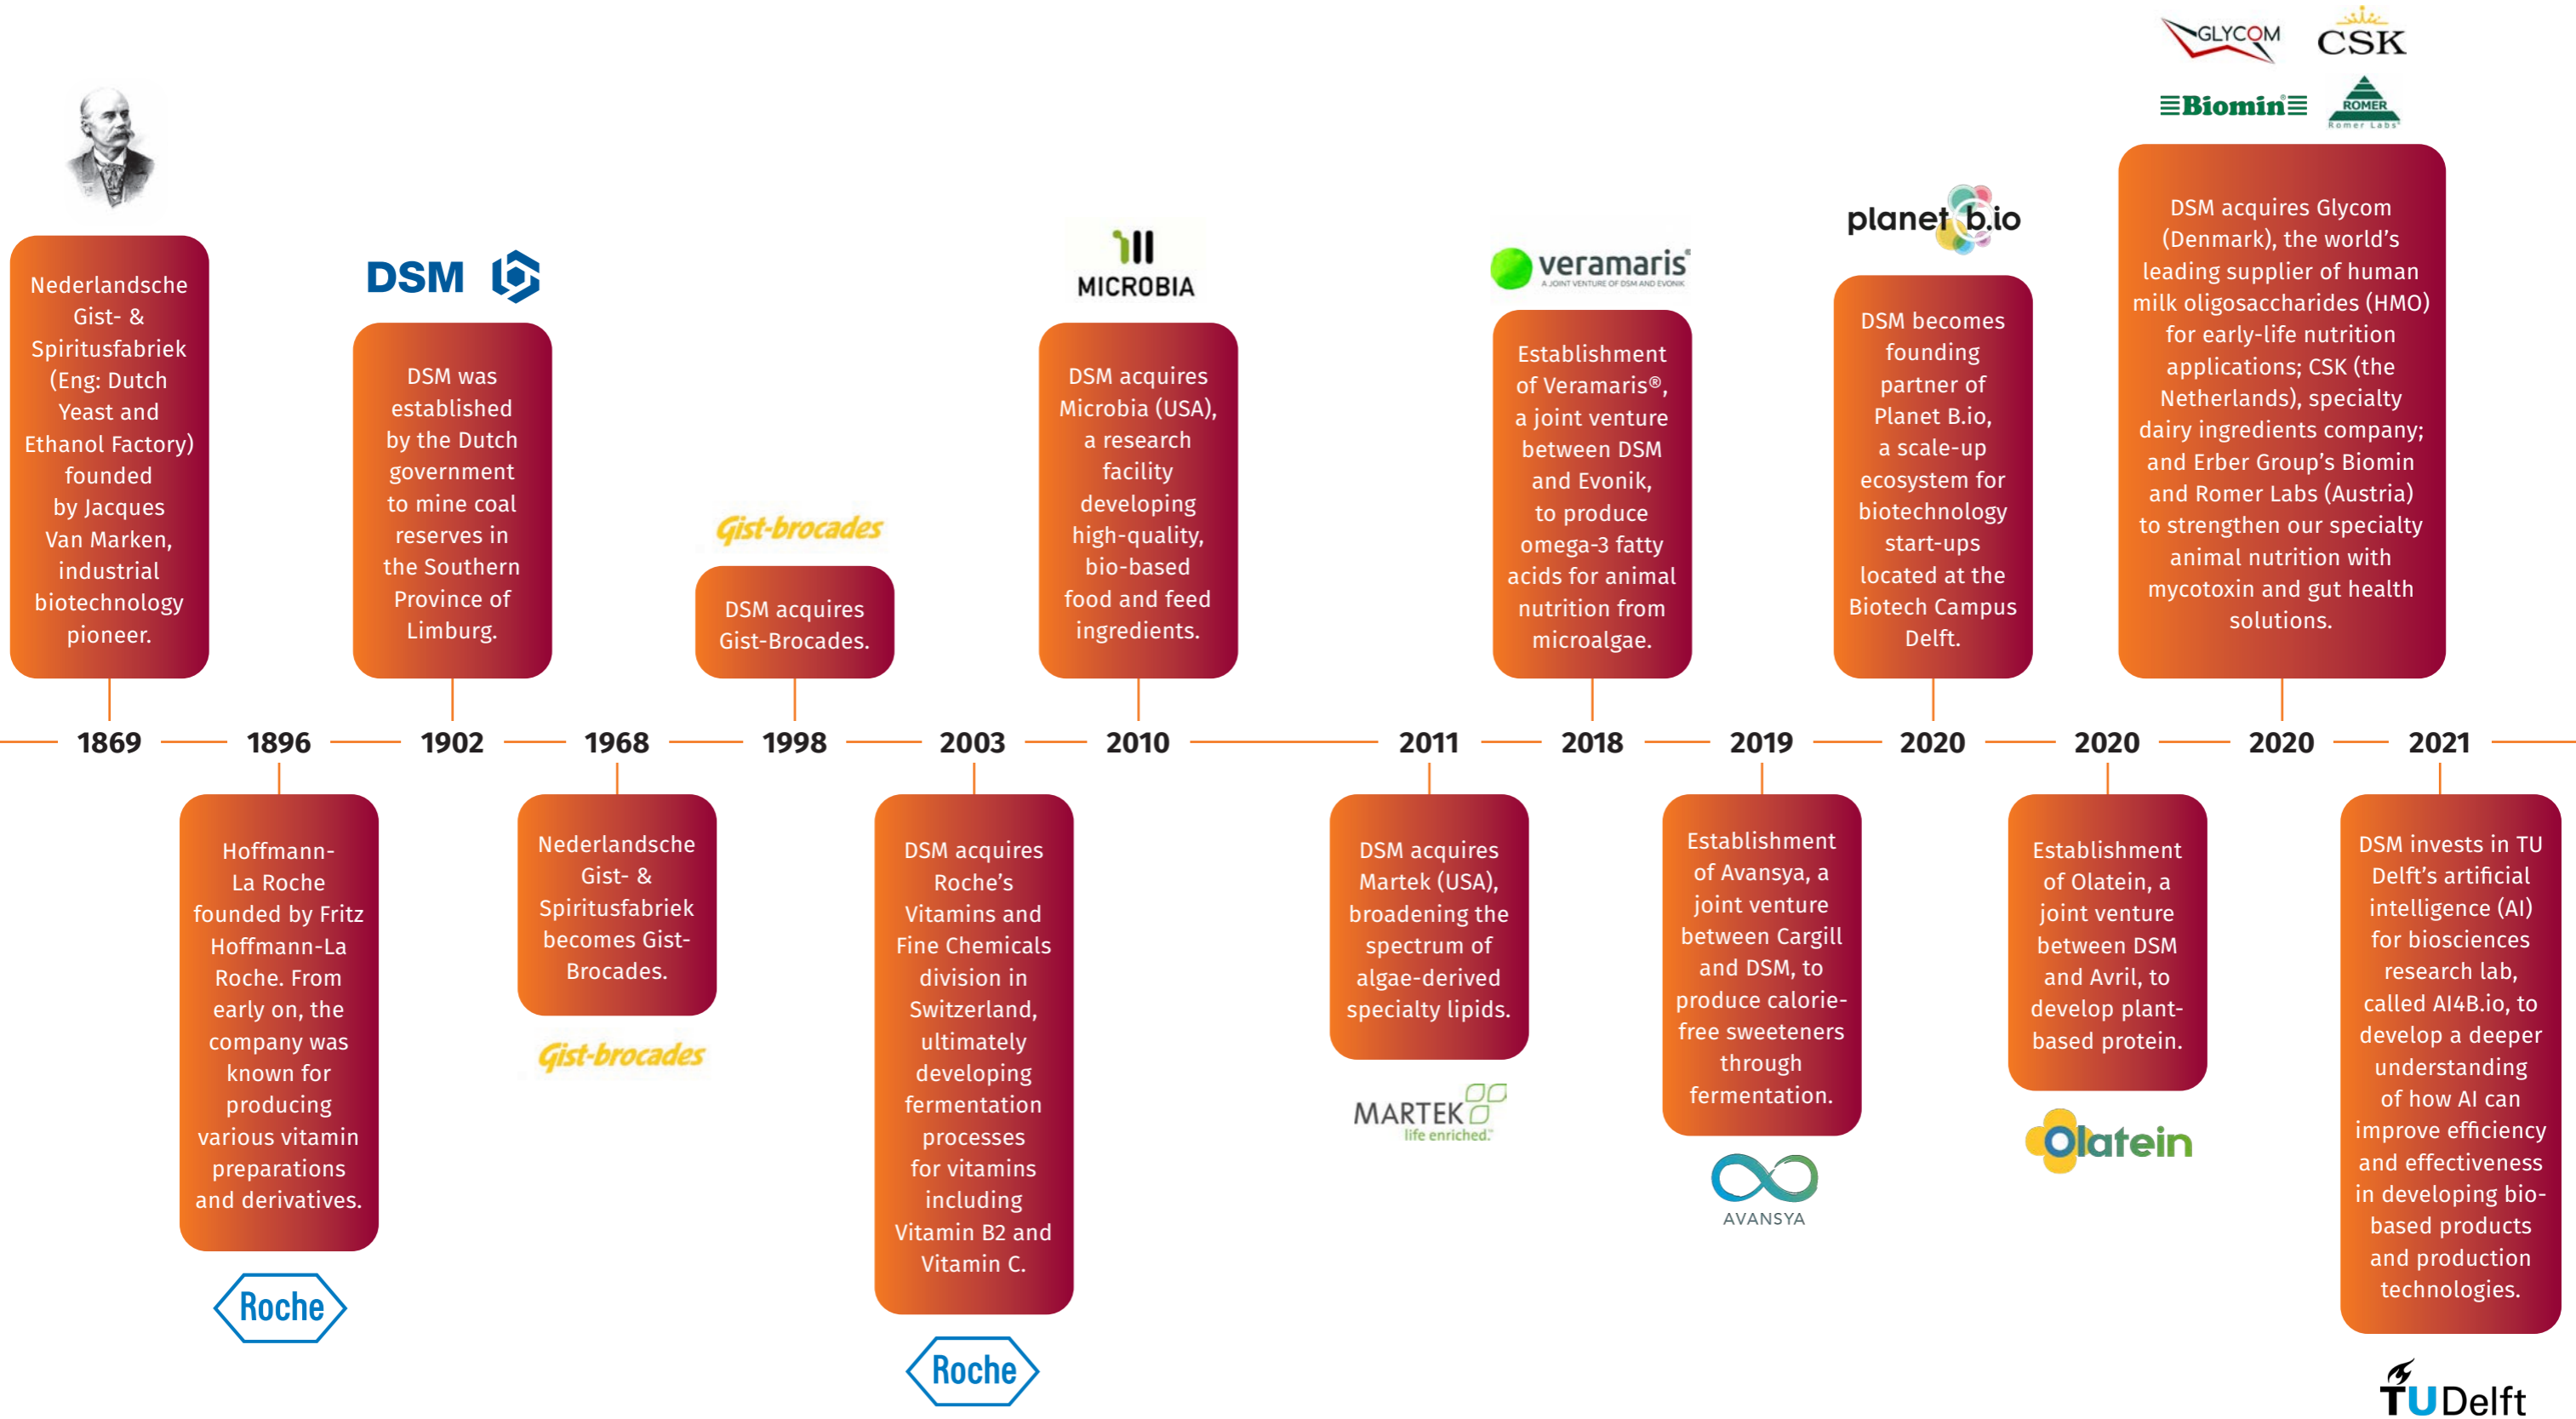 Nederlandsche
Gist- &
Spiritusfabriek
(Eng: Dutch
Yeast and
Ethanol Factory)
founded
by Jacques
Van Marken,
industrial
biotechnology
pioneer.
1869
1896
Hoffmann-
La Roche
founded by Fritz
Hoffmann-La
Roche. From
early on, the
company was
known for
producing
various vitamin
preparations
and derivatives.
Roche
DSM
DSM was
established
by the Dutch
government
to mine coal
reserves in
the Southern
Province of
Limburg.
1902
1968
Nederlandsche
Gist- &
Spiritusfabriek
becomes Gist-
Brocades.
Gist-brocades
Gist-brocades
DSM acquires
Gist-Brocades.
1998
2003
DSM acquires
Roche’s
Vitamins and
Fine Chemicals
division in
Switzerland,
ultimately
developing
fermentation
processes
for vitamins
including
Vitamin B2 and
Vitamin C.
Roche
MICROBIA
DSM acquires
Microbia (USA),
a research
facility
developing
high-quality,
bio-based
food and feed
ingredients.
2010
2011
DSM acquires
Martek (USA),
broadening the
spectrum of
algae-derived
specialty lipids.
MARTEK
life enriched.™
veramaris®
A JOINT VENTURE OF DSM AND EVONIK
Establishment
of Veramaris®,
a joint venture
between DSM
and Evonik,
to produce
omega-3 fatty
acids for animal
nutrition from
microalgae.
2018
2019
Establishment
of Avansya, a
joint venture
between Cargill
and DSM, to
produce calorie-
free sweeteners
through
fermentation.
AVANSYA
planet b.io
DSM becomes
founding
partner of
Planet B.io,
a scale-up
ecosystem for
biotechnology
start-ups
located at the
Biotech Campus
Delft.
2020
2020
Establishment
of Olatein, a
joint venture
between DSM
and Avril, to
develop plant-
based protein.
Olatein
GLYCOM
CSK
Biomin®
ROMER
Romer Labs®
DSM acquires Glycom
(Denmark), the world’s
leading supplier of human
milk oligosaccharides (HMO)
for early-life nutrition
applications; CSK (the
Netherlands), specialty
dairy ingredients company;
and Erber Group’s Biomin
and Romer Labs (Austria)
to strengthen our specialty
animal nutrition with
mycotoxin and gut health
solutions.
2020
2021
DSM invests in TU
Delft’s artificial
intelligence (AI)
for biosciences
research lab,
called AI4B.io, to
develop a deeper
understanding
of how AI can
improve efficiency
and effectiveness
in developing bio-
based products
and production
technologies.
TUDelft